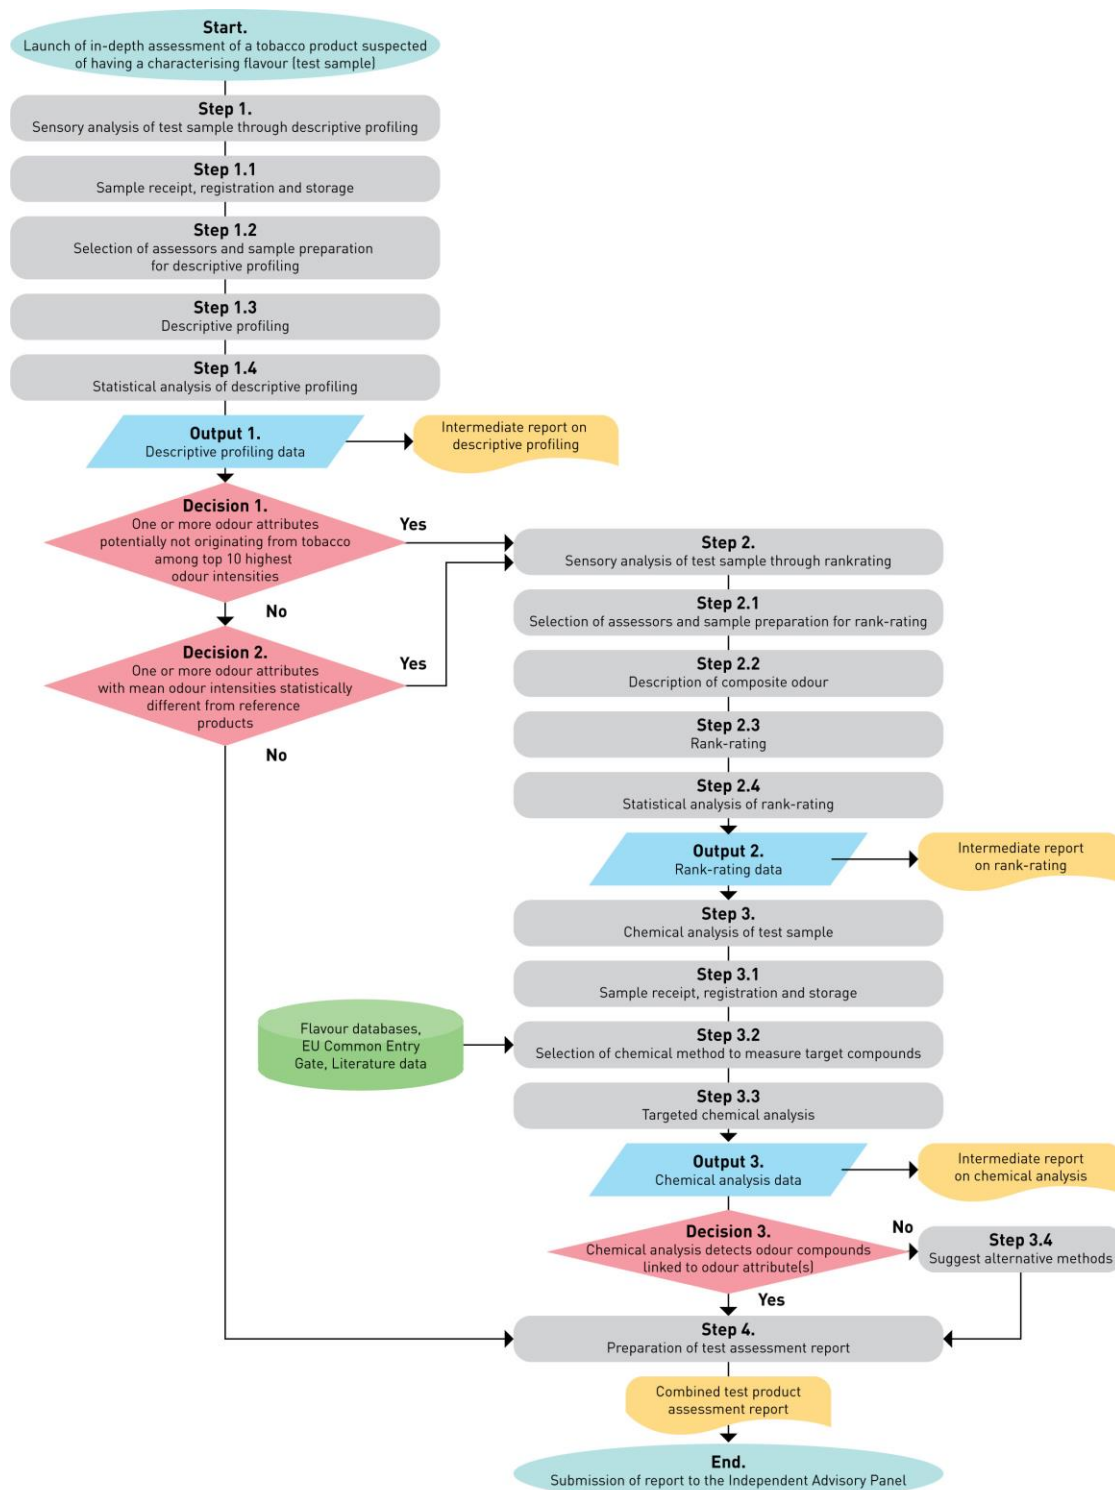 Start.
Launch of in-depth assessment of a tobacco product suspected
of having a characterising flavour (test sample)
Step 1.
Sensory analysis of test sample through descriptive profiling
Step 1.1
Sample receipt, registration and storage
Step 1.2
Selection of assessors and sample preparation
for descriptive profiling
Step 1.3
Descriptive profiling
Step 1.4
Statistical analysis of descriptive profiling
Output 1.
Descriptive profiling data
Intermediate report on
descriptive profiling
Decision 1.
One or more odour attributes
potentially not originating from tobacco
among top 10 highest
odour intensities
Yes
No
Decision 2.
One or more odour attributes
with mean odour intensities statistically
different from reference
products
Yes
No
Step 2.
Sensory analysis of test sample through rankrating
Step 2.1
Selection of assessors and sample preparation for rank-rating
Step 2.2
Description of composite odour
Step 2.3
Rank-rating
Step 2.4
Statistical analysis of rank-rating
Output 2.
Rank-rating data
Intermediate report
on rank-rating
Step 3.
Chemical analysis of test sample
Step 3.1
Sample receipt, registration and storage
Flavour databases,
EU Common Entry
Gate, Literature data
Step 3.2
Selection of chemical method to measure target compounds
Step 3.3
Targeted chemical analysis
Output 3.
Chemical analysis data
Intermediate report
on chemical analysis
Decision 3.
Chemical analysis detects odour compounds
linked to odour attribute(s)
No
Step 3.4
Suggest alternative methods
Yes
Step 4.
Preparation of test assessment report
Combined test product
assessment report
End.
Submission of report to the Independent Advisory Panel